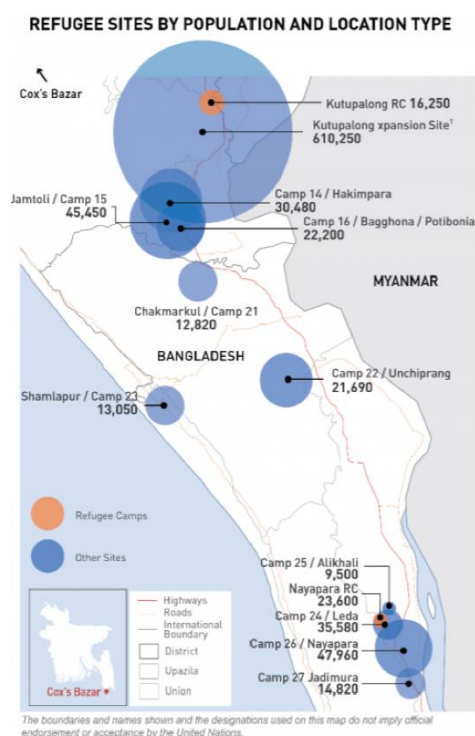 REFUGEE SITES BY POPULATION AND LOCATION TYPE
Cox's Bazar
Kutupalong RC 16,250
Kutupalong xpansion Site¹
610,250
Jamtoli / Camp 15
45,450
Camp 14 / Hakimpara
30,480
Camp 16 / Bagghona / Potibonia
22,200
MYANMAR
Chakmarkul / Camp 21
12,820
BANGLADESH
Camp 22 / Unchiprang
21,690
Shamlapur / Camp 23
13,050
Refugee Camps
Other Sites
Camp 25 / Alikhali
9,500
Nayapara RC
23,600
Camp 24 / Leda
35,580
Camp 26 / Nayapara
47,960
Camp 27 Jadimura
14,820
Highways
Roads
International
Boundary
District
Upazila
Union
Cox's Bazar
The boundaries and names shown and the designations used on this map do not imply official
endorsement or acceptance by the United Nations.